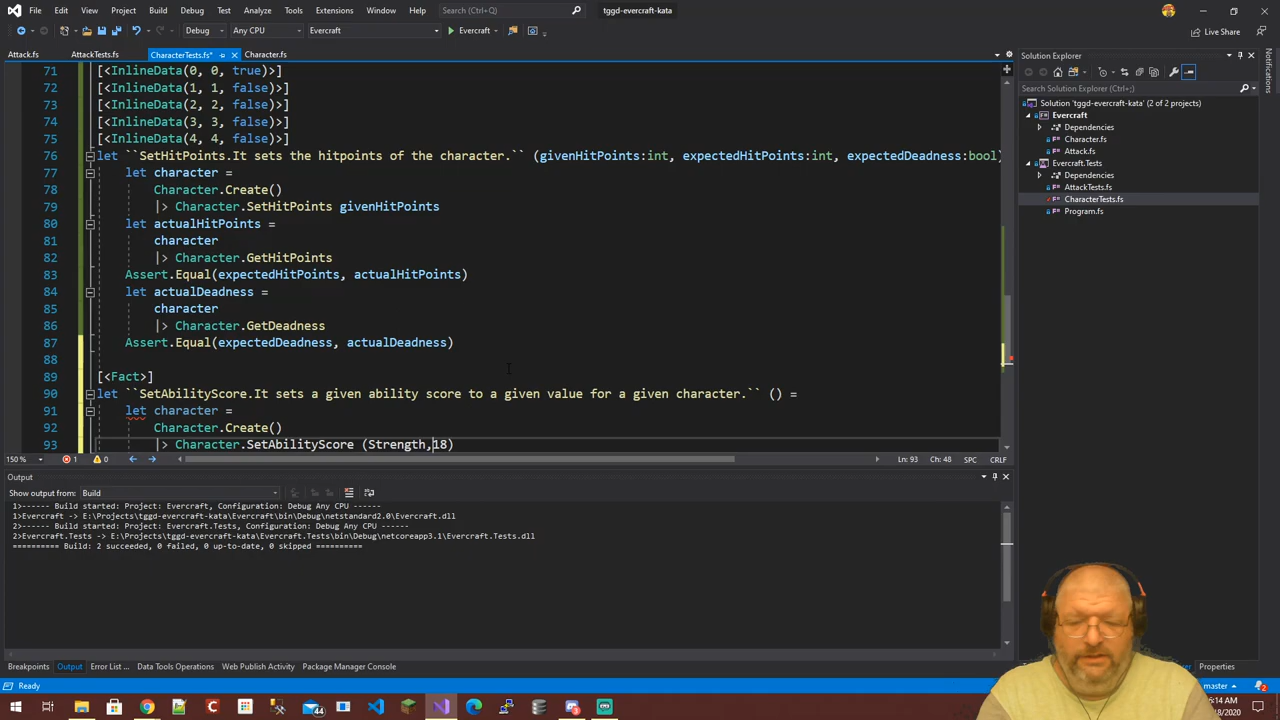 File Edit View Project Build Debug Test Analyze Tools Extensions Window Help Search (Ctrl+Q) tggd-evercraft-kata
Debug Any CPU Evercraft Evercraft Live Share
Attack.fs AttackTests.fs CharacterTests.fs* Character.fs
71 [<InlineData(0, 0, true)>]
72 [<InlineData(1, 1, false)>]
73 [<InlineData(2, 2, false)>]
74 [<InlineData(3, 3, false)>]
75 [<InlineData(4, 4, false)>]
76 let ``SetHitPoints.It sets the hitpoints of the character.`` (givenHitPoints:int, expectedHitPoints:int, expectedDeadness:bool)
77 let character =
78 Character.Create()
79 |> Character.SetHitPoints givenHitPoints
80 let actualHitPoints =
81 character
82 |> Character.GetHitPoints
83 Assert.Equal(expectedHitPoints, actualHitPoints)
84 let actualDeadness =
85 character
86 |> Character.GetDeadness
87 Assert.Equal(expectedDeadness, actualDeadness)
88
89 [<Fact>]
90 let ``SetAbilityScore.It sets a given ability score to a given value for a given character.`` () =
91 let character =
92 Character.Create()
93 |> Character.SetAbilityScore (Strength,18)
150 % 1 0 Ln: 93 Ch: 48 SPC CRLF
Output
Show output from: Build
1>------ Build started: Project: Evercraft, Configuration: Debug Any CPU ------
1>Evercraft -> E:\Projects\tggd-evercraft-kata\Evercraft\bin\Debug\netstandard2.0\Evercraft.dll
2>------ Build started: Project: Evercraft.Tests, Configuration: Debug Any CPU ------
2>Evercraft.Tests -> E:\Projects\tggd-evercraft-kata\Evercraft.Tests\bin\Debug\netcoreapp3.1\Evercraft.Tests.dll
========== Build: 2 succeeded, 0 failed, 0 up-to-date, 0 skipped ==========
Breakpoints Output Error List ... Data Tools Operations Web Publish Activity Package Manager Console
Ready
Solution Explorer
Search Solution Explorer (Ctrl+;)
Solution 'tggd-evercraft-kata' (2 of 2 projects)
Evercraft
Dependencies
Character.fs
Attack.fs
Evercraft.Tests
Dependencies
AttackTests.fs
CharacterTests.fs
Program.fs
Notifications
Properties
master
2
44